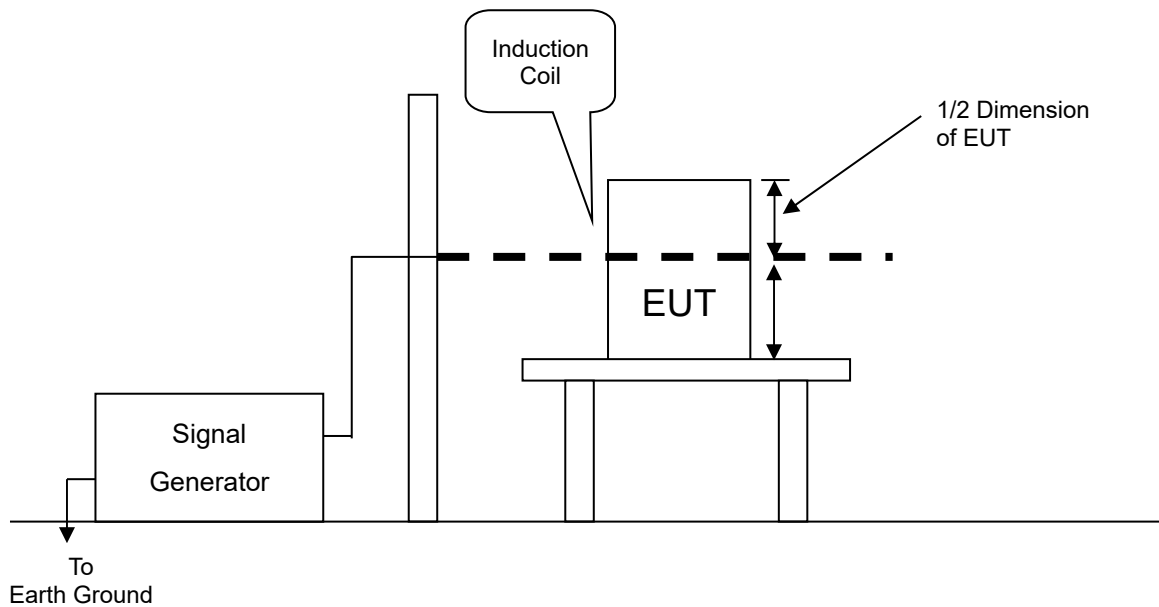 Induction
Coil
1/2 Dimension
of EUT
EUT
Signal
Generator
To
Earth Ground